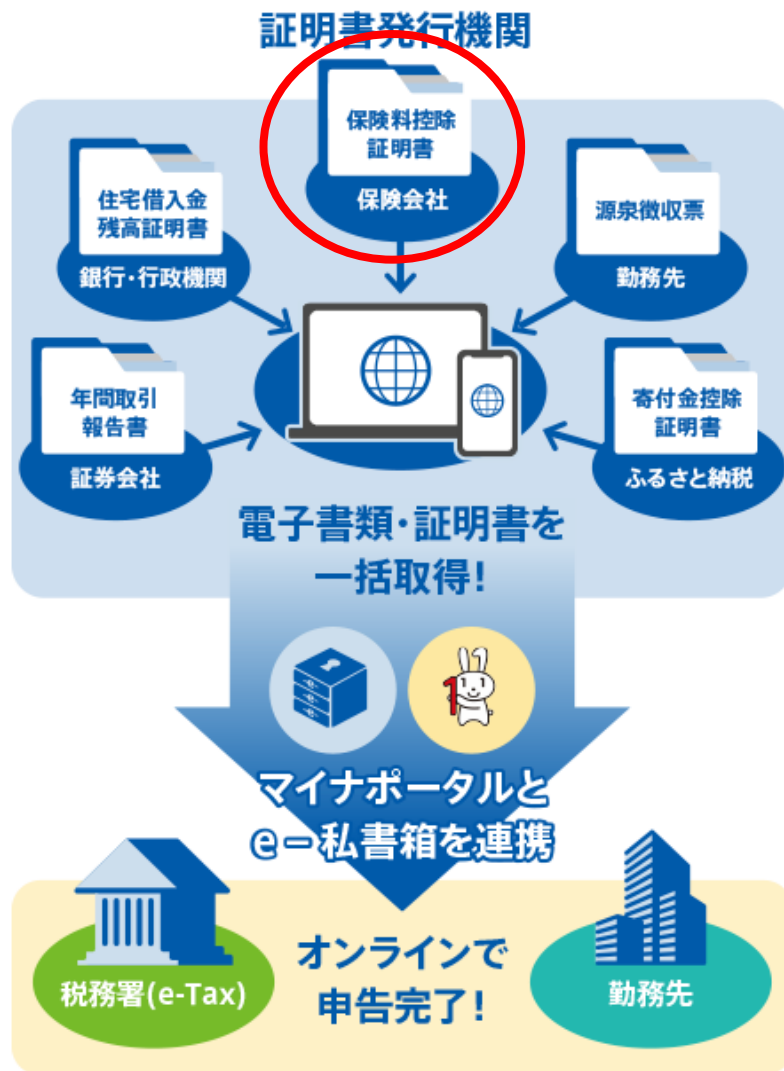 証明書発行機関
保険料控除
証明書
保険会社
住宅借入金
残高証明書
銀行・行政機関
源泉徴収票
勤務先
年間取引
報告書
証券会社
寄付金控除
証明書
ふるさと納税
電子書類・証明書を
一括取得!
-e-
-e-
-e-
1
マイナポータルと
e－私書箱を連携
税務署(e-Tax)
オンラインで
申告完了!
勤務先